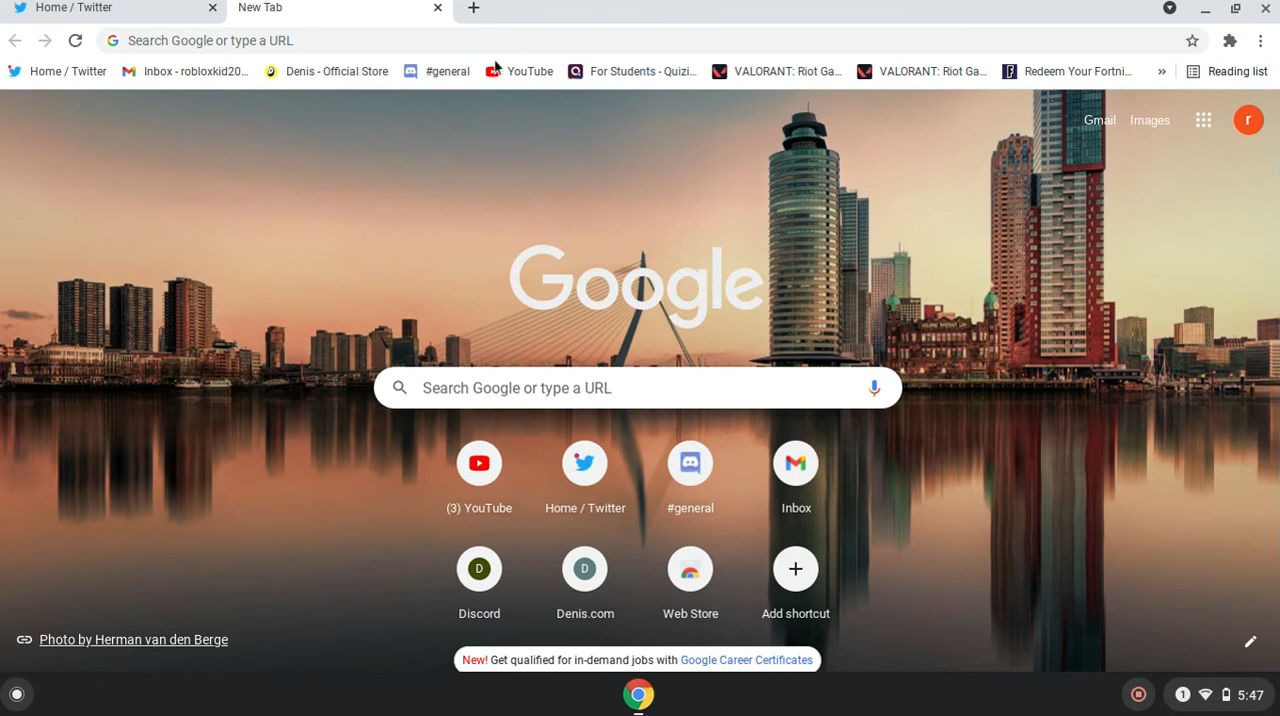 Home / Twitter
New Tab
Search Google or type a URL
Home / Twitter
Inbox - robloxkid20...
Denis - Official Store
#general
YouTube
For Students - Quizi...
VALORANT: Riot Ga...
VALORANT: Riot Ga...
Redeem Your Fortni...
»
Reading list
Gmail
Images
r
Google
Search Google or type a URL
(3) YouTube
Home / Twitter
#general
Inbox
D
D
Discord
Denis.com
Web Store
Add shortcut
Photo by Herman van den Berge
New! Get qualified for in-demand jobs with Google Career Certificates
1
5:47